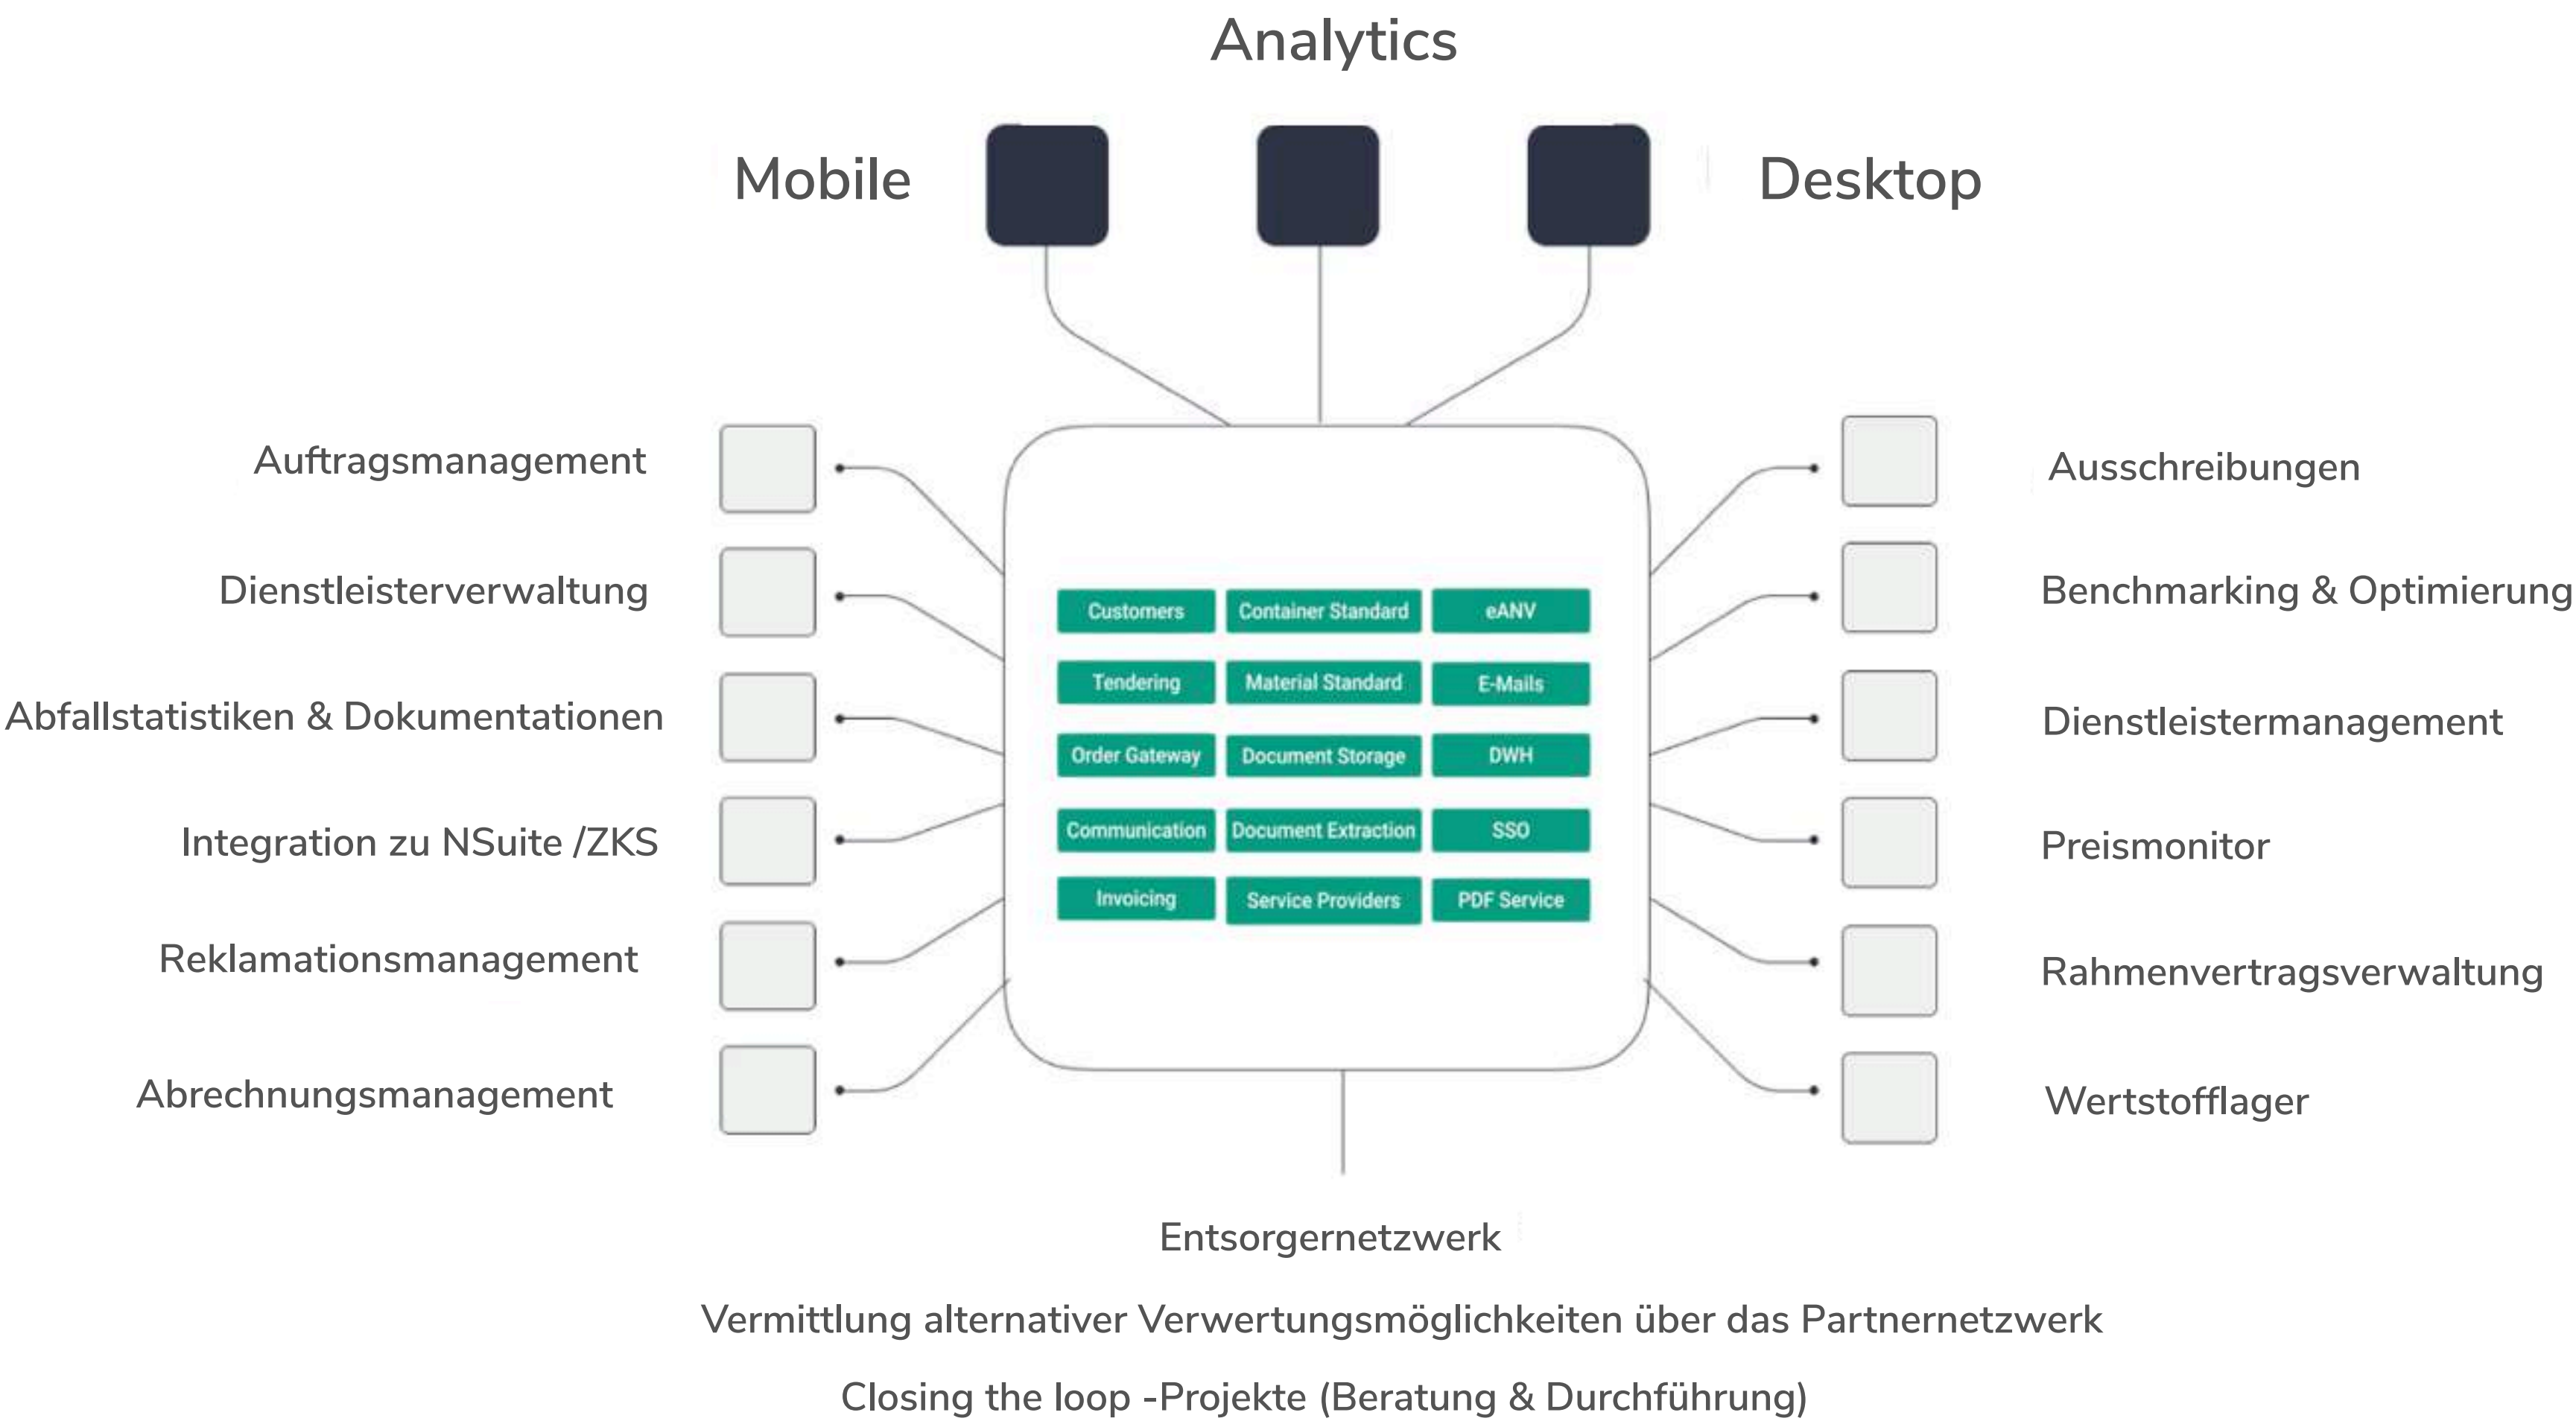 Analytics
Mobile
Desktop
Auftragsmanagement
Dienstleisterverwaltung
Abfallstatistiken & Dokumentationen
Integration zu NSuite /ZKS
Reklamationsmanagement
Abrechnungsmanagement
Customers Container Standard eANV
Tendering Material Standard E-Mails
Order Gateway Document Storage DWH
Communication Document Extraction SSO
Invoicing Service Providers PDF Service
Ausschreibungen
Benchmarking & Optimierung
Dienstleistermanagement
Preismonitor
Rahmenvertragsverwaltung
Wertstofflager
Entsorgernetzwerk
Vermittlung alternativer Verwertungsmöglichkeiten über das Partnernetzwerk
Closing the loop -Projekte (Beratung & Durchführung)